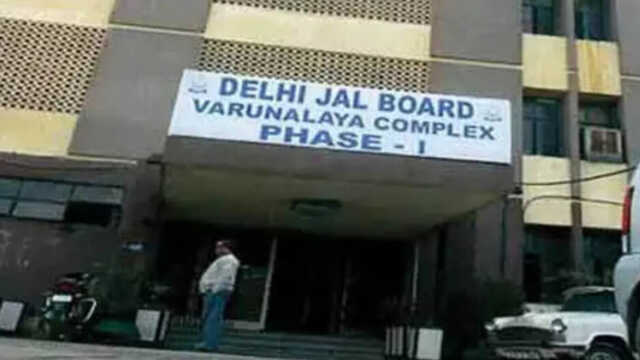 DELHI JAL BOARD
VARUNALAYA COMPLEX
PHASE - I